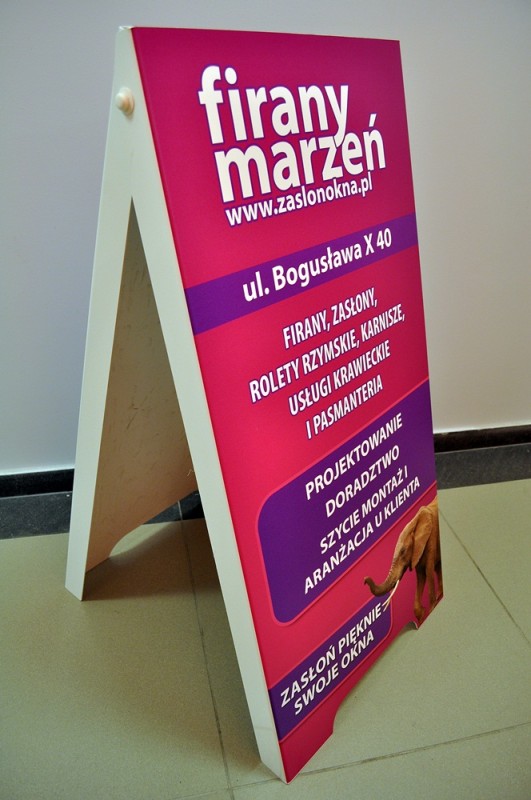 firany
marzeń
www.zaslonokna.pl
ul. Bogusława X 40
FIRANY, ZASŁONY,
ROLETY RZYMSKIE, KARNISZE,
USŁUGI KRAWIECKIE
I PASMANTERIA
PROJEKTOWANIE
DORADZTWO
SZYCIE MONTAŻ I
ARANŻACJA U KLIENTA
ZASŁOŃ PIĘKNIE
SWOJE OKNA